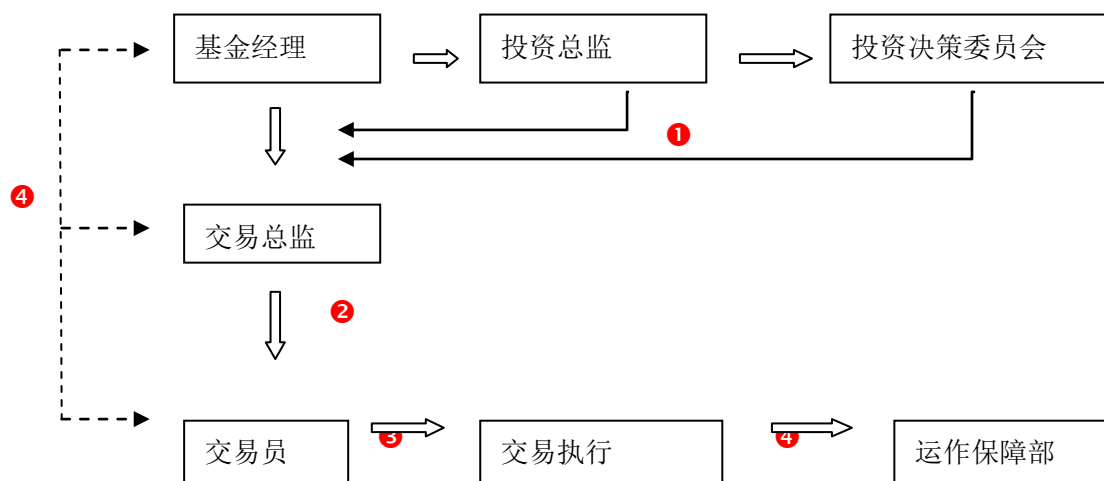 基金经理
投资总监
投资决策委员会
❶
❹
交易总监
❷
交易员
❸
交易执行
❹
运作保障部